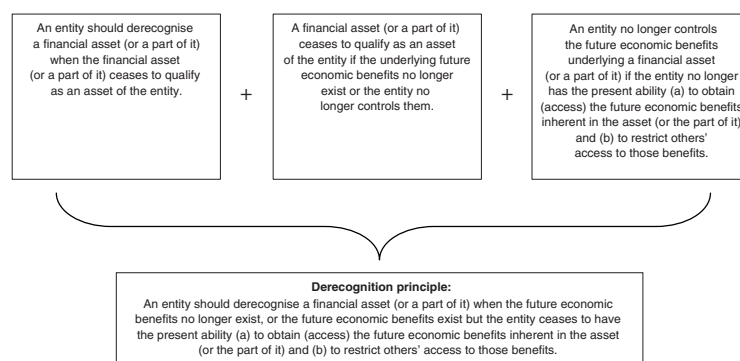 An entity should derecognise
a financial asset (or a part of it)
when the financial asset
(or a part of it) ceases to qualify
as an asset of the entity.
+
A financial asset (or a part of it)
ceases to qualify as an asset
of the entity if the underlying future
economic benefits no longer
exist or the entity no
longer controls them.
+
An entity no longer controls
the future economic benefits
underlying a financial asset
(or a part of it) if the entity no longer
has the present ability (a) to obtain
(access) the future economic benefits
inherent in the asset (or the part of it)
and (b) to restrict others'
access to those benefits.
Derecognition principle:
An entity should derecognise a financial asset (or a part of it) when the future economic
benefits no longer exist, or the future economic benefits exist but the entity ceases to have
the present ability (a) to obtain (access) the future economic benefits inherent in the asset
(or the part of it) and (b) to restrict others' access to those benefits.